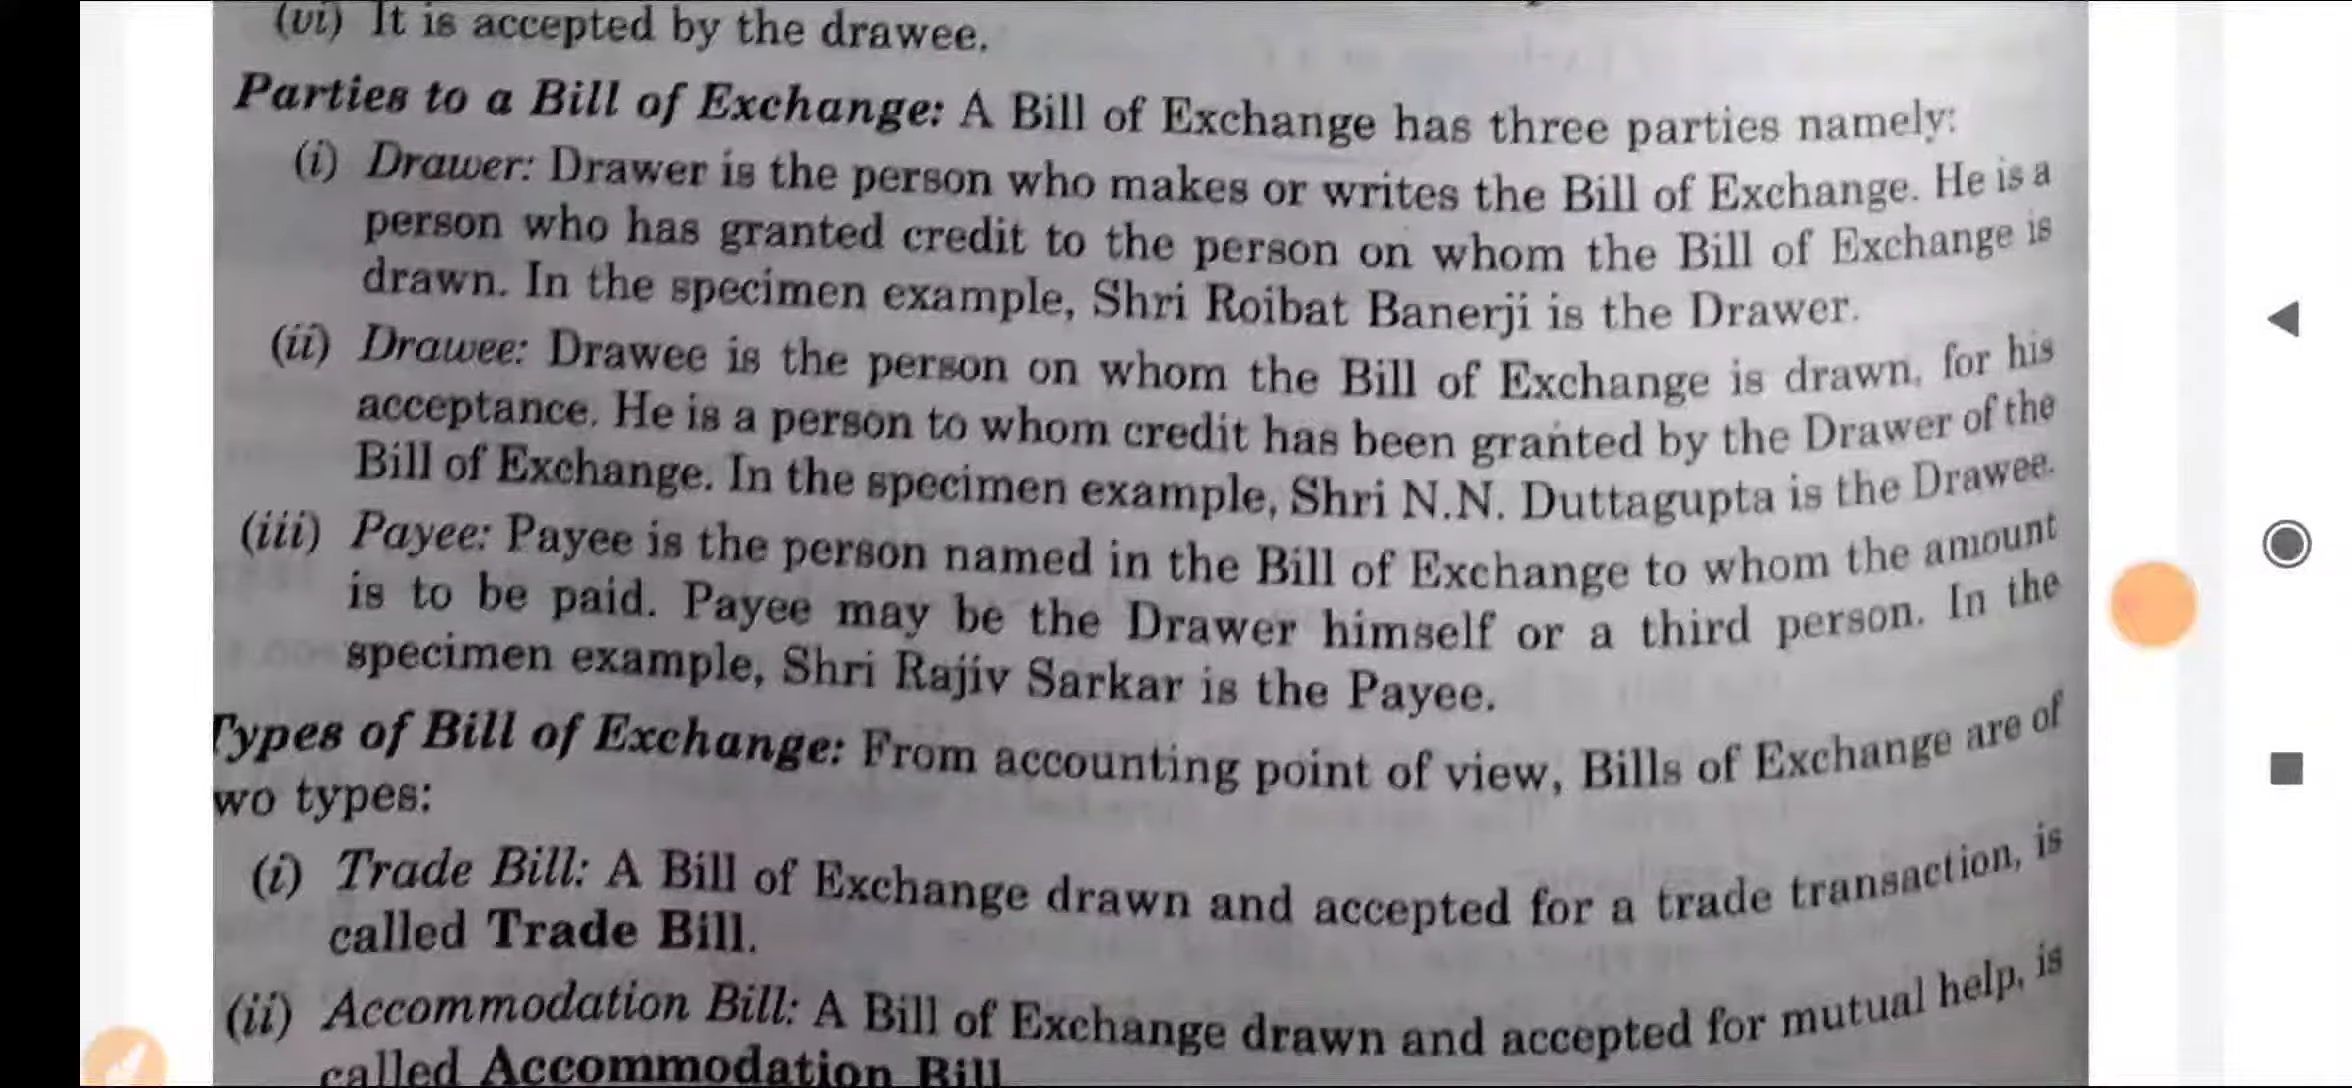 (vi) It is accepted by the drawee.
Parties to a Bill of Exchange: A Bill of Exchange has three parties namely:
(i) Drawer: Drawer is the person who makes or writes the Bill of Exchange. He is a
person who has granted credit to the person on whom the Bill of Exchange is
drawn. In the specimen example, Shri Roibat Banerji is the Drawer.
(ii) Drawee: Drawee is the person on whom the Bill of Exchange is drawn, for his
acceptance. He is a person to whom credit has been granted by the Drawer of the
Bill of Exchange. In the specimen example, Shri N.N. Duttagupta is the Drawee.
(iii) Payee: Payee is the person named in the Bill of Exchange to whom the amount
is to be paid. Payee may be the Drawer himself or a third person. In the
specimen example, Shri Rajiv Sarkar is the Payee.
Types of Bill of Exchange: From accounting point of view, Bills of Exchange are of
wo types:
(i) Trade Bill: A Bill of Exchange drawn and accepted for a trade transaction, is
called Trade Bill.
(ii) Accommodation Bill: A Bill of Exchange drawn and accepted for mutual help, is
called Accommodation Bill